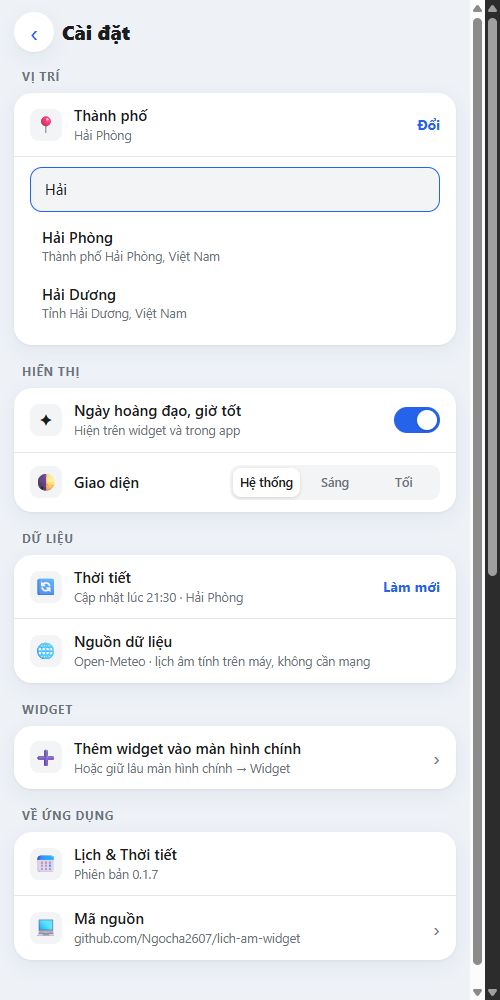 Cài đặt
VỊ TRÍ
Thành phố
Hải Phòng
Đổi
Hải
Hải Phòng
Thành phố Hải Phòng, Việt Nam
Hải Dương
Tỉnh Hải Dương, Việt Nam
HIỂN THỊ
Ngày hoàng đạo, giờ tốt
Hiện trên widget và trong app
Giao diện
Hệ thống
Sáng
Tối
DỮ LIỆU
Thời tiết
Cập nhật lúc 21:30 · Hải Phòng
Làm mới
Nguồn dữ liệu
Open-Meteo · lịch âm tính trên máy, không cần mạng
WIDGET
Thêm widget vào màn hình chính
Hoặc giữ lâu màn hình chính → Widget
VỀ ỨNG DỤNG
Lịch & Thời tiết
Phiên bản 0.1.7
Mã nguồn
github.com/Ngocha2607/lich-am-widget